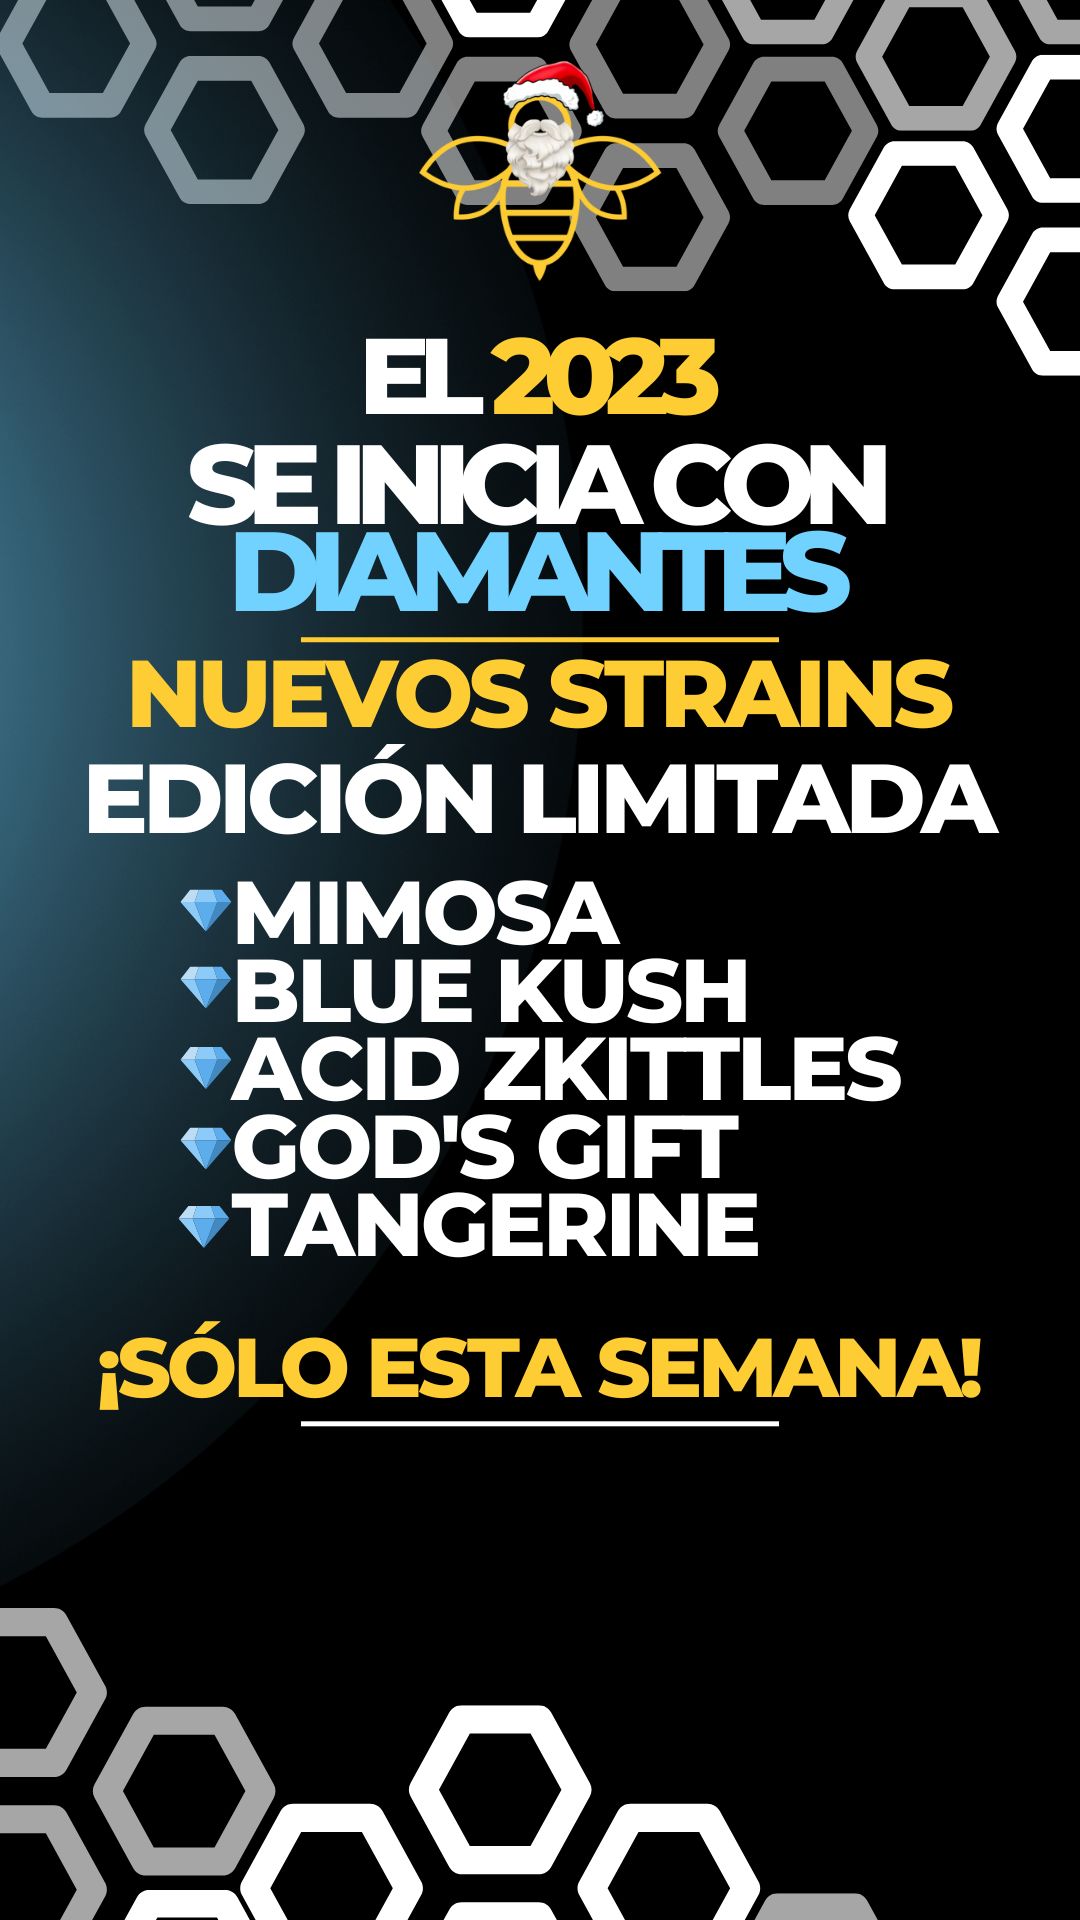 EL 2023
SE INICIA CON
DIAMANTES
NUEVOS STRAINS
EDICIÓN LIMITADA
💎MIMOSA
💎BLUE KUSH
💎ACID ZKITTLES
💎GOD'S GIFT
💎TANGERINE
¡SÓLO ESTA SEMANA!